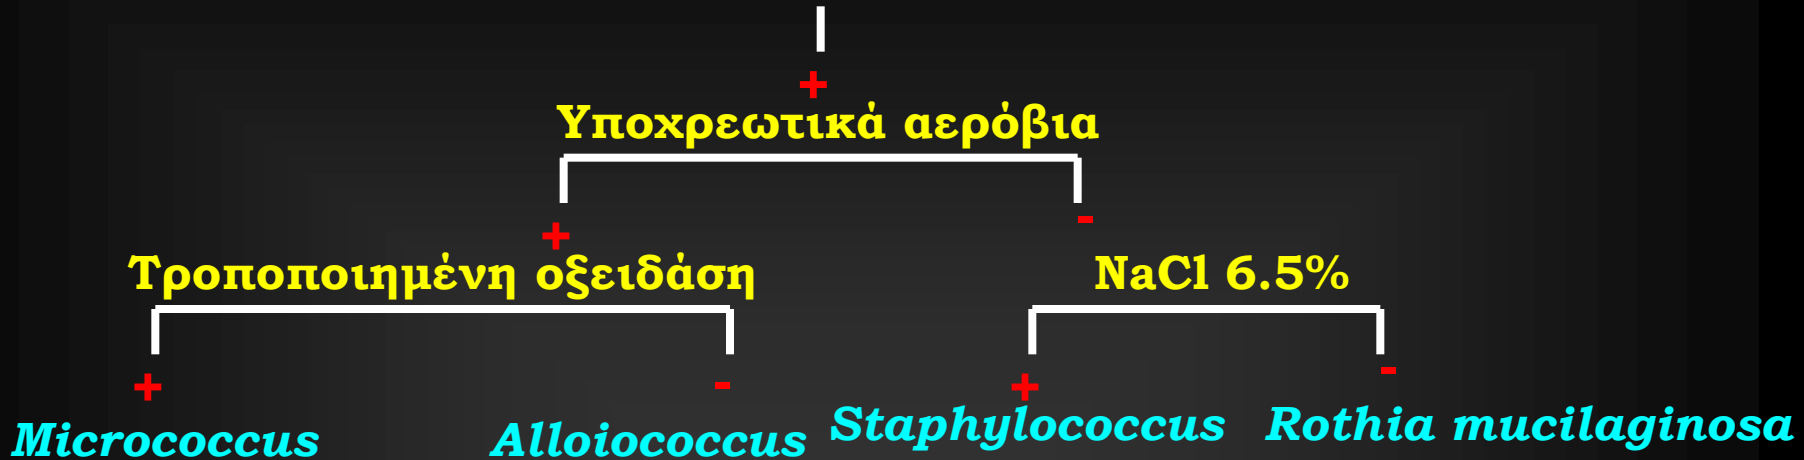 +
Υποχρεωτικά αερόβια
+ -
Τροποποιημένη οξειδάση NaCl 6.5%
+ - + -
Micrococcus Alloiococcus Staphylococcus Rothia mucilaginosa